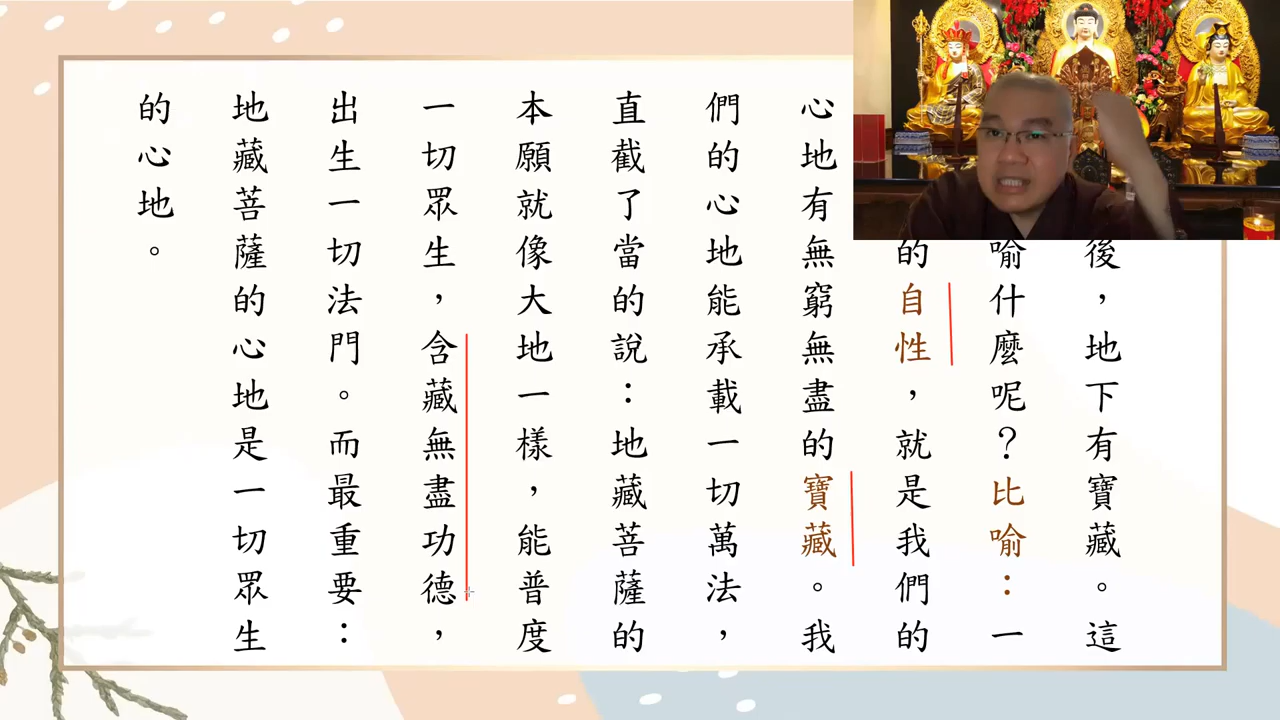 後，地下有寶藏。這
喻什麼呢？比喻：一
的自性，就是我們的
心地有無窮無盡的寶藏。我
們的心地能承載一切萬法，
直截了當的說：地藏菩薩的
本願就像大地一樣，能普度
一切眾生，含藏無盡功德，
出生一切法門。而最重要：
地藏菩薩的心地是一切眾生
的心地。